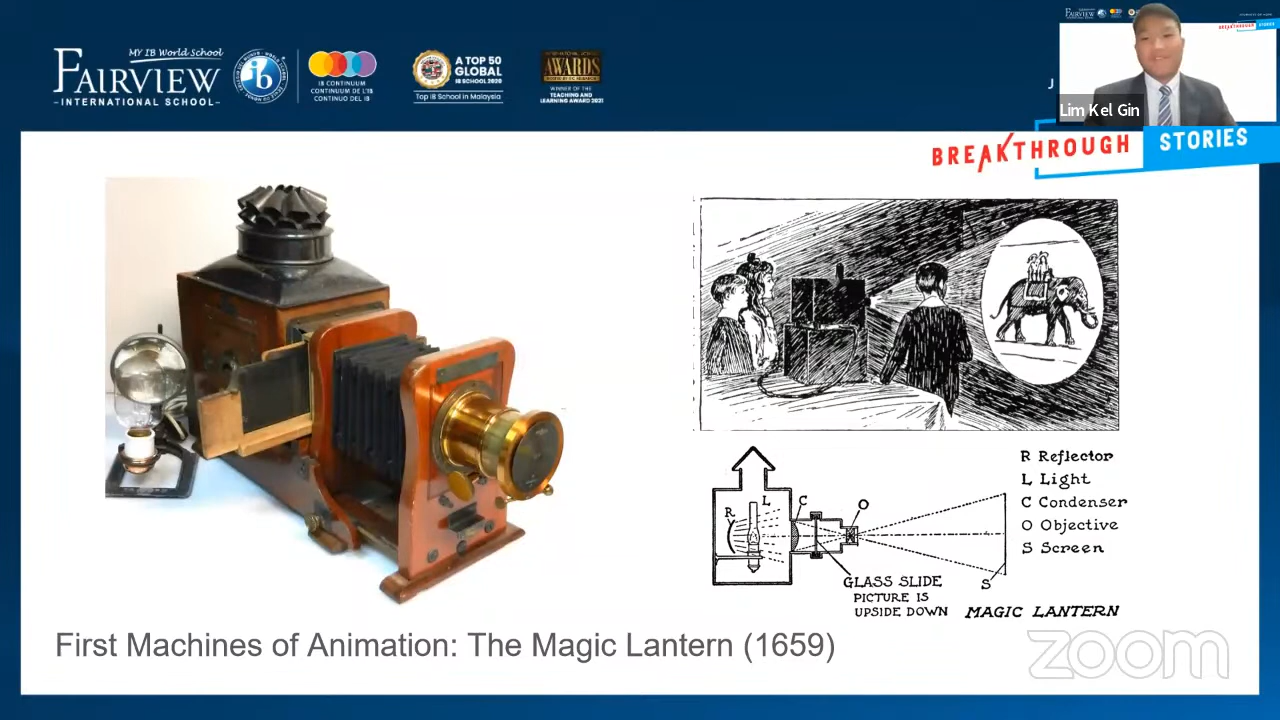 MY IB World School
FAIRVIEW
-INTERNATIONAL SCHOOL-
ib
IB CONTINUUM
CONTINUUM DE L'IB
CONTINUO DEL IB
A TOP 50
GLOBAL
IB SCHOOL 2020
Top IB School in Malaysia
AWARDS
WINNER OF THE
TEACHING AND
LEARNING AWARD 2021
FAIRVIEW
J
Lim Kel Gin
BREAKTHROUGH STORIES
R Reflector
L Light
C Condenser
O Objective
S Screen
R
L
C
O
S
GLASS SLIDE
PICTURE IS
UPSIDE DOWN
MAGIC LANTERN
First Machines of Animation: The Magic Lantern (1659)
zoom